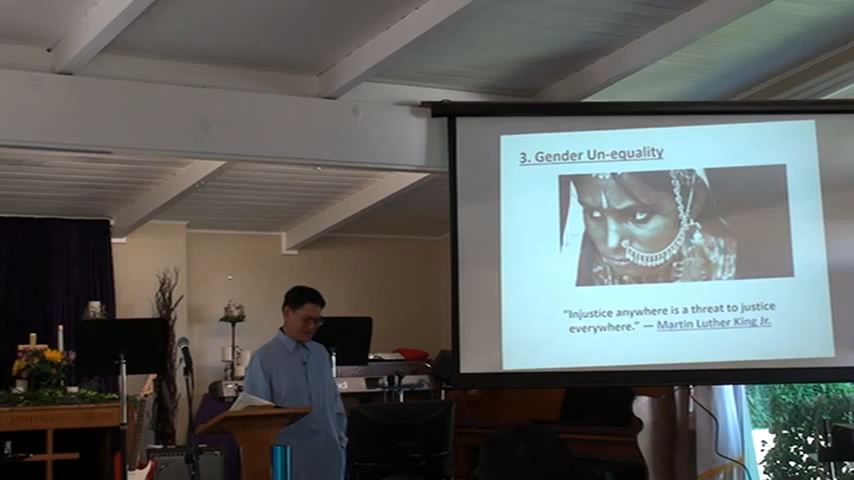 3. Gender Un-equality
"Injustice anywhere is a threat to justice
everywhere." — Martin Luther King Jr.